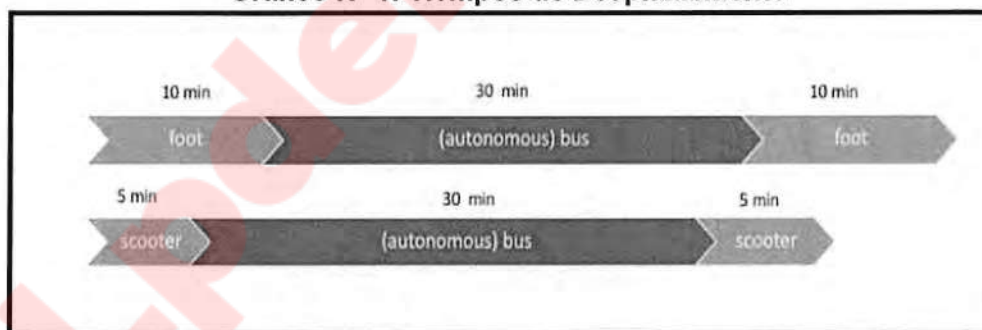 10 min 30 min 10 min
foot (autonomous) bus foot
5 min 30 min 5 min
scooter (autonomous) bus scooter